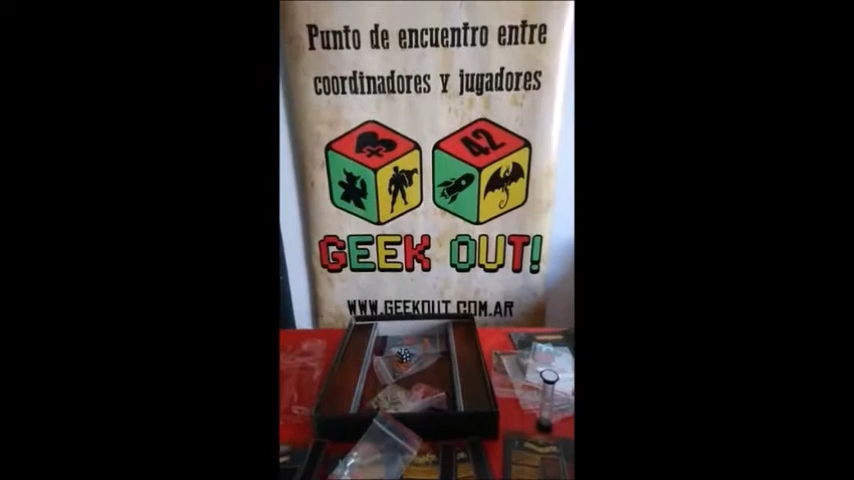 Punto de encuentro entre
coordinadores y jugadores
42
GEEK OUT!
WWW.GEEKOUT.COM.AR